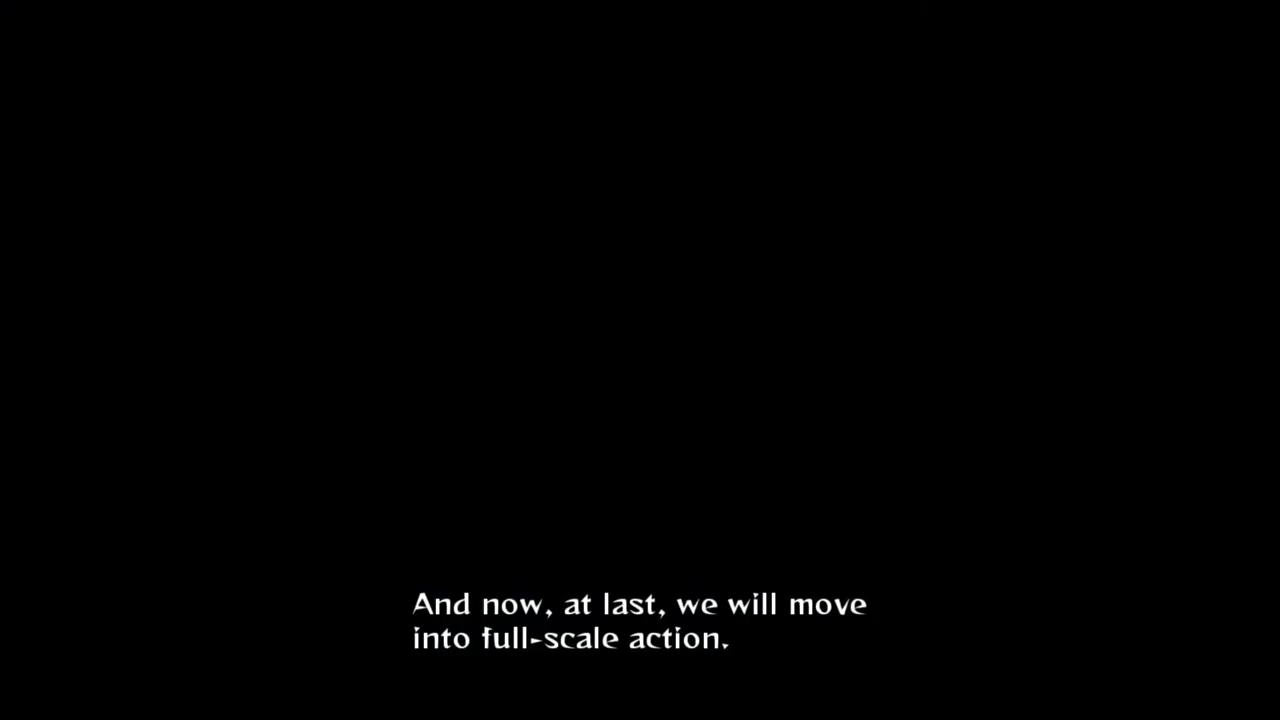 And now, at last, we will move
into full-scale action.